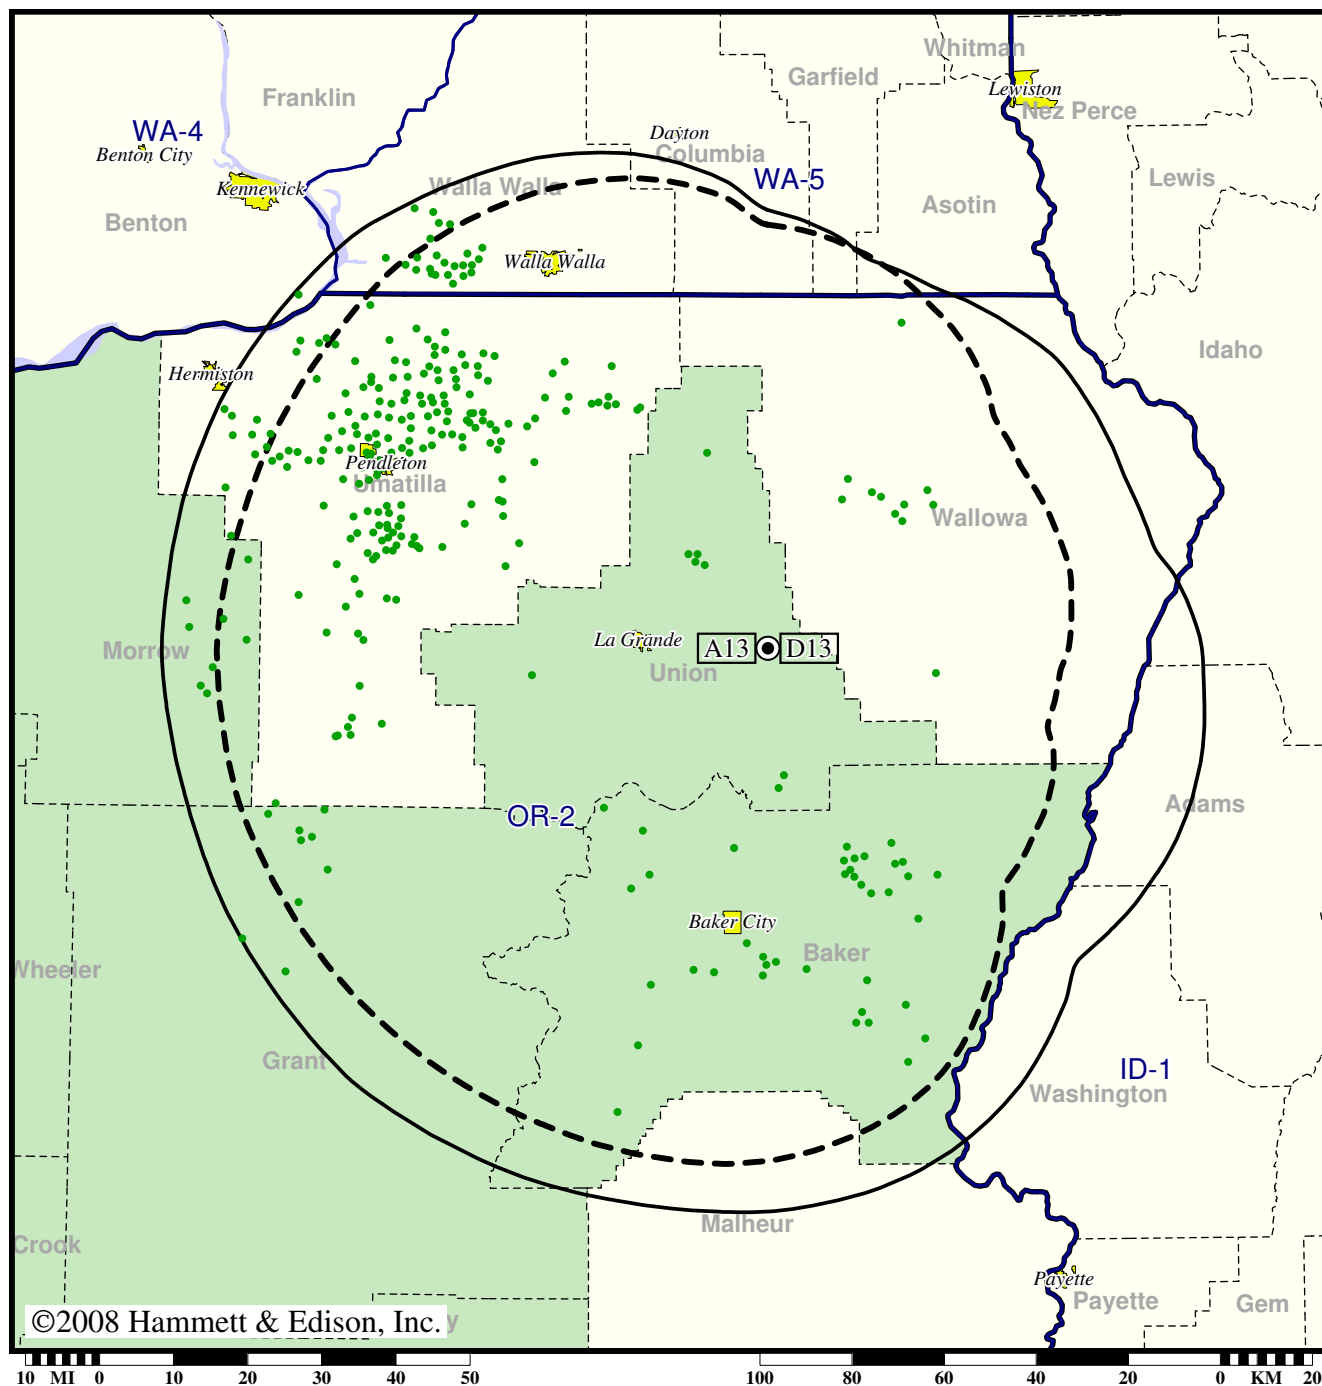 Whitman
Garfield
Lewiston
Franklin
Nez Perce
WA-4
Dayton
Benton City
Columbia
WA-5
Lewis
Kennewick
Walla Walla
Asotin
Benton
Walla Walla
Idaho
Hermiston
Pendleton
Umatilla
Wallowa
La Grande
A13
D13
Morrow
Union
Adams
OR-2
Baker City
Baker
Wheeler
Grant
ID-1
Washington
Malheur
Crook
Payette
Payette
Gem
©2008 Hammett & Edison, Inc.
y
10 MI 0 10 20 30 40 50 100 80 60 40 20 0 KM 20